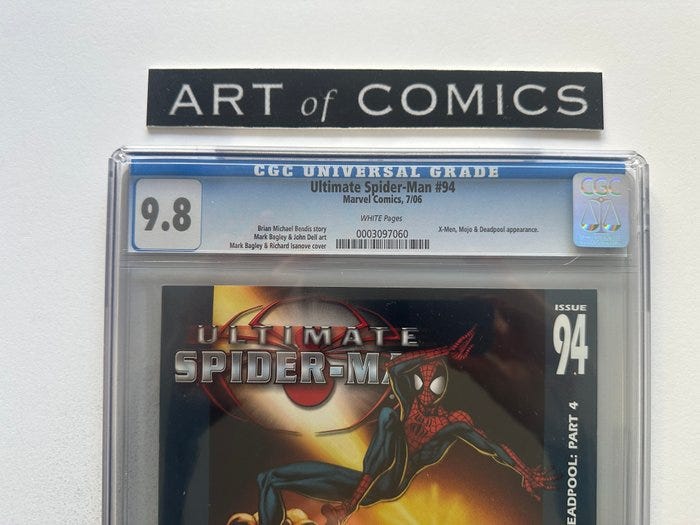 ART of COMICS
CGC UNIVERSAL GRADE
9.8
Ultimate Spider-Man #94
Marvel Comics, 7/06
WHITE Pages
Brian Michael Bendis story
Mark Bagley & John Dell art
Mark Bagley & Richard Isanove cover
0003097060
X-Men, Mojo & Deadpool appearance.
CGC
ULTIMATE
SPIDER-MA
ISSUE
94
EADPOOL: PART 4